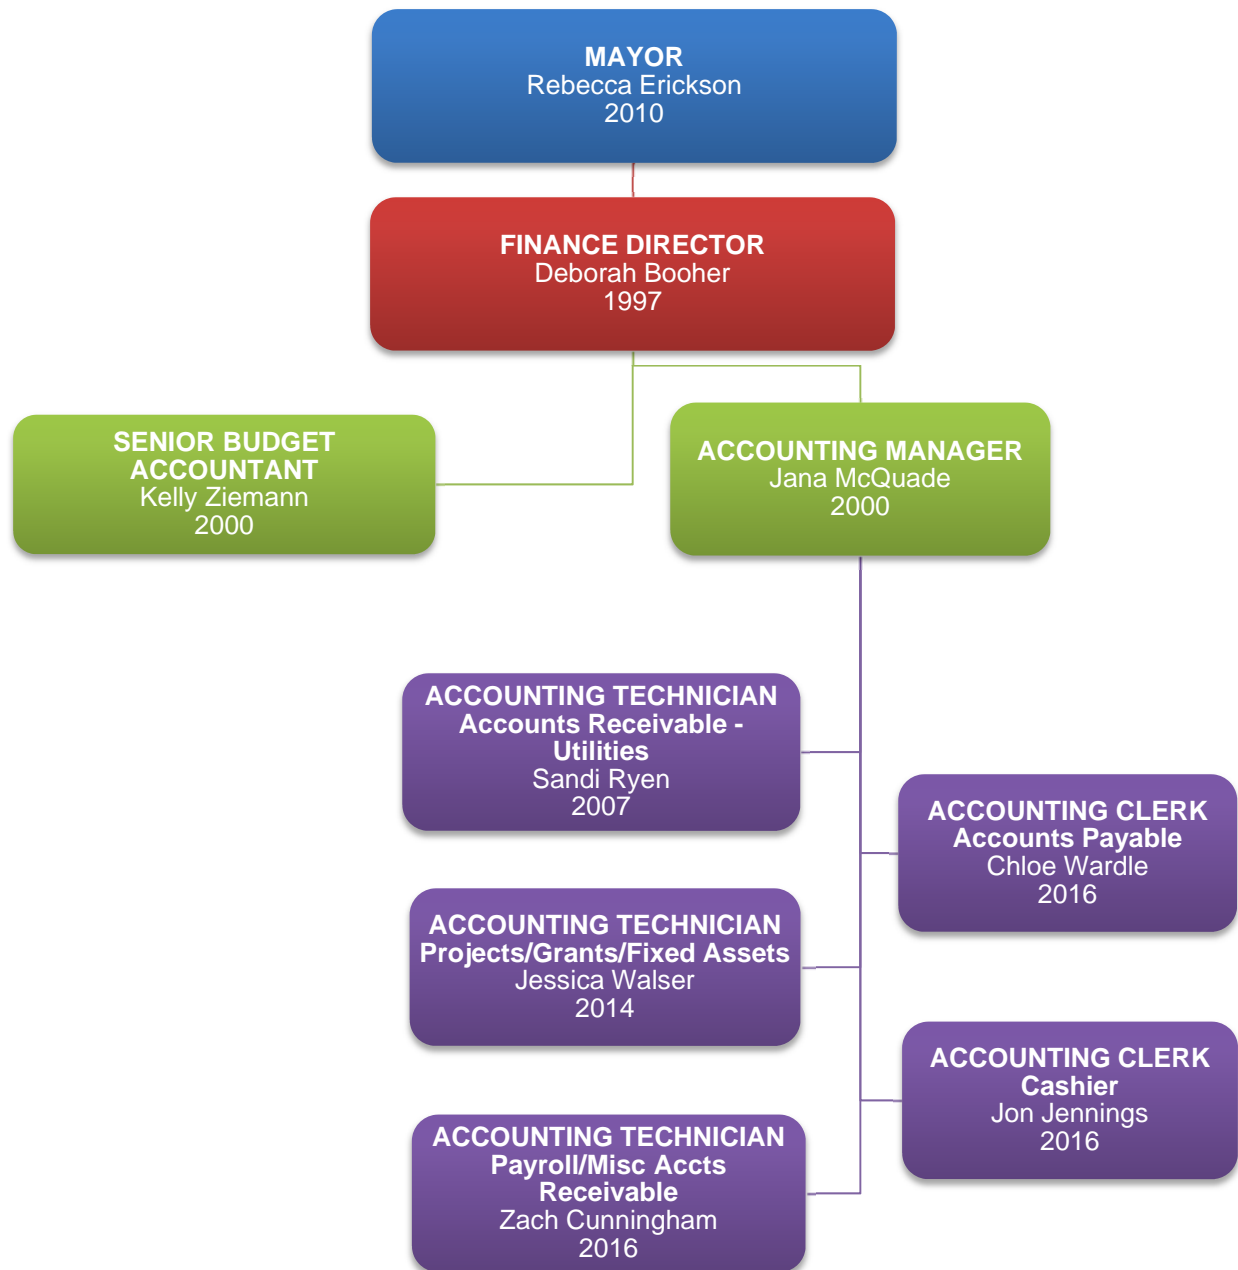 MAYOR
Rebecca Erickson
2010
FINANCE DIRECTOR
Deborah Booher
1997
SENIOR BUDGET
ACCOUNTANT
Kelly Ziemann
2000
ACCOUNTING MANAGER
Jana McQuade
2000
ACCOUNTING TECHNICIAN
Accounts Receivable -
Utilities
Sandi Ryen
2007
ACCOUNTING CLERK
Accounts Payable
Chloe Wardle
2016
ACCOUNTING TECHNICIAN
Projects/Grants/Fixed Assets
Jessica Walser
2014
ACCOUNTING CLERK
Cashier
Jon Jennings
2016
ACCOUNTING TECHNICIAN
Payroll/Misc Accts
Receivable
Zach Cunningham
2016